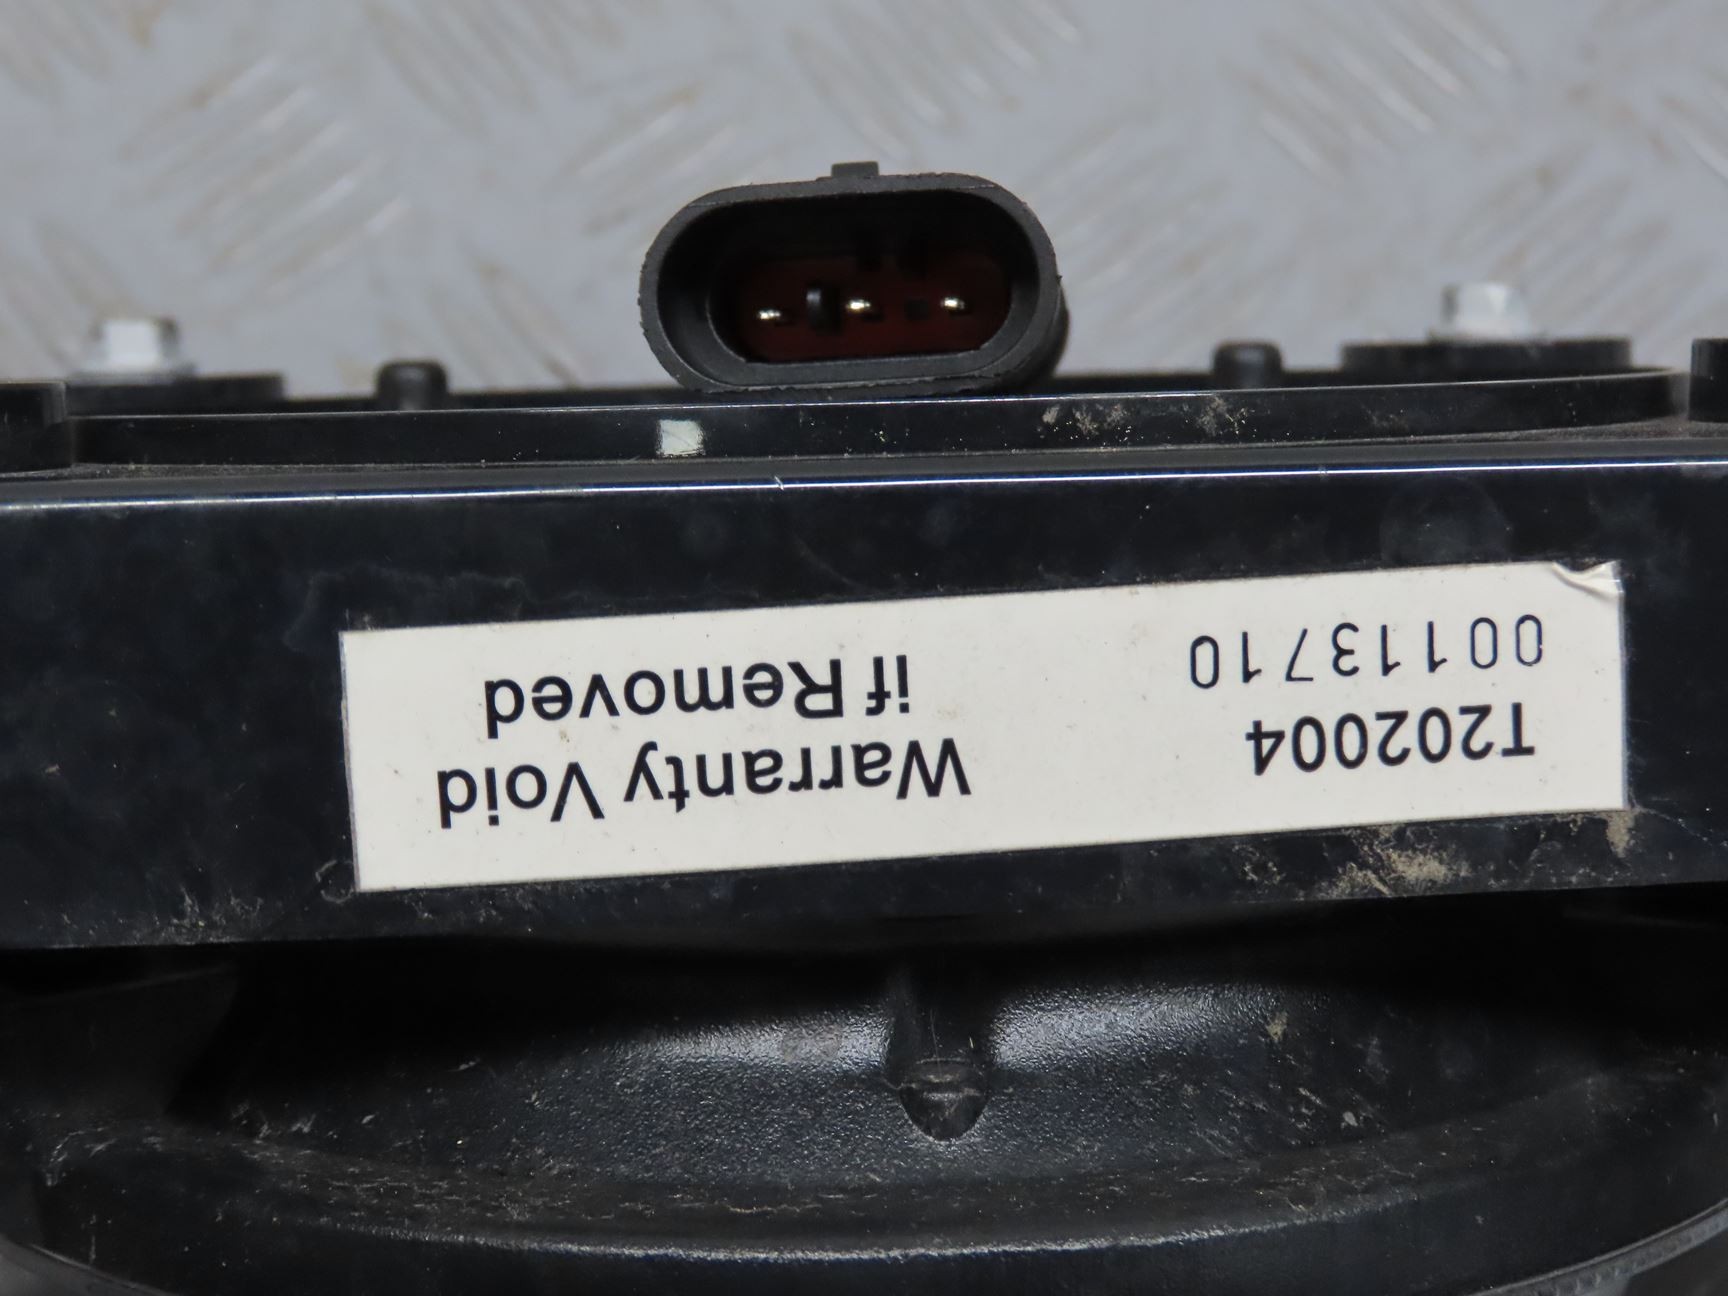 T202004
00113710
Warranty Void
if Removed